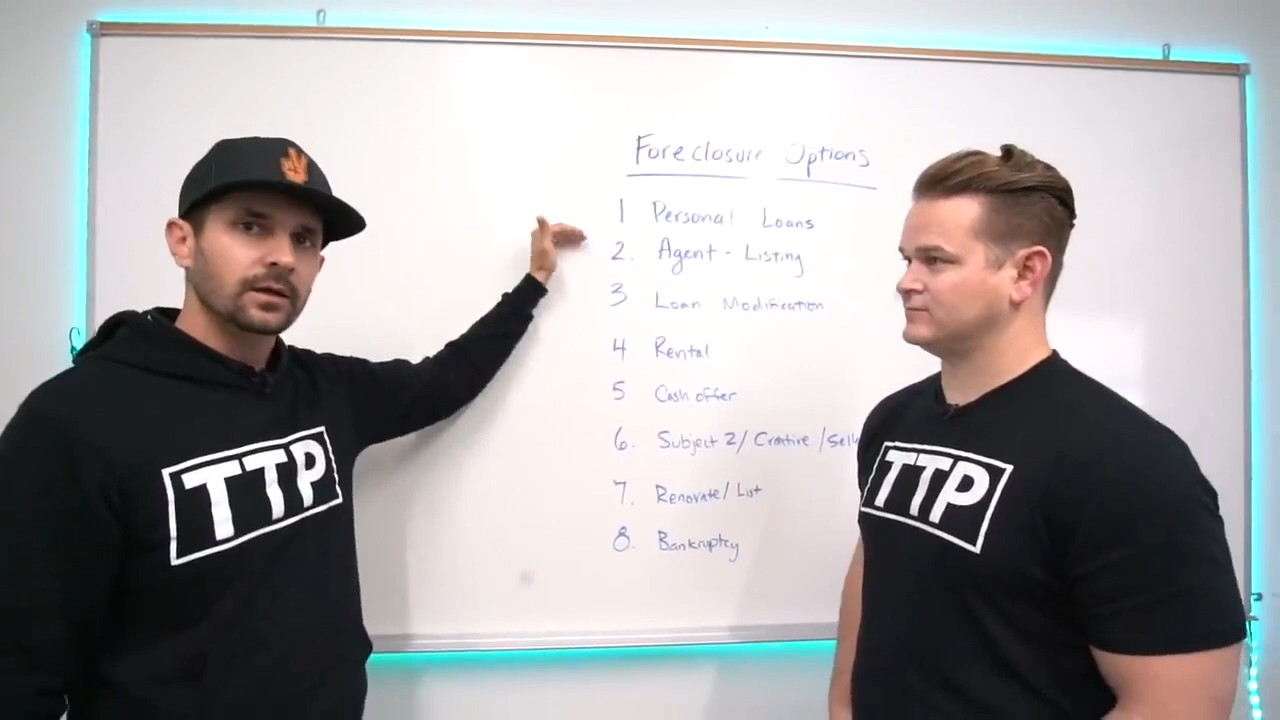 Foreclosure Options
1 Personal Loans
2. Agent - Listing
3 Loan Modification
4 Rental
5 Cash offer
6. Subject 2/ Creative /Sell
7. Renovate/ List
8. Bankruptcy
TTP
TTP